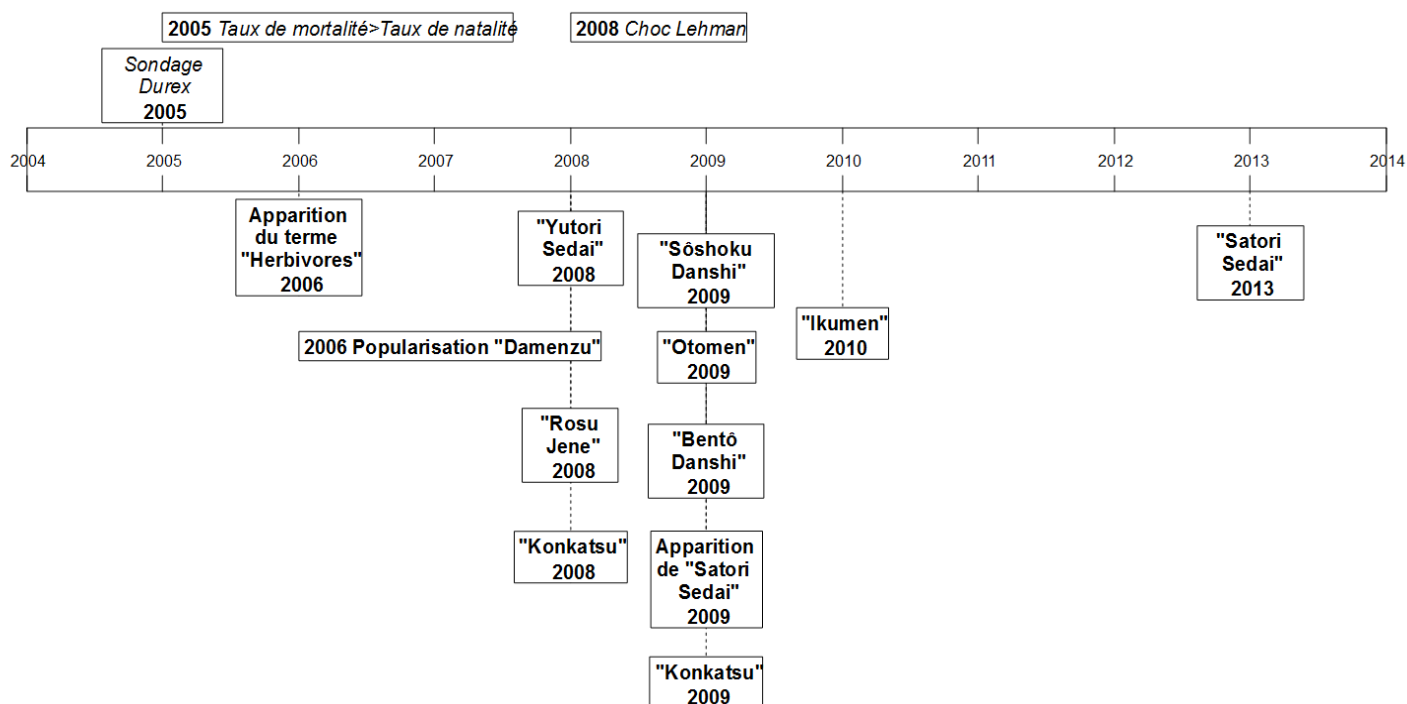 2005 Taux de mortalité>Taux de natalité
2008 Choc Lehman
Sondage
Durex
2005
2004 2005 2006 2007 2008 2009 2010 2011 2012 2013 2014
Apparition
du terme
"Herbivores"
2006
"Yutori
Sedai"
2008
"Sôshoku
Danshi"
2009
"Satori
Sedai"
2013
2006 Popularisation "Damenzu"
"Otomen"
2009
"Ikumen"
2010
"Rosu
Jene"
2008
"Bentô
Danshi"
2009
"Konkatsu"
2008
Apparition
de "Satori
Sedai"
2009
"Konkatsu"
2009